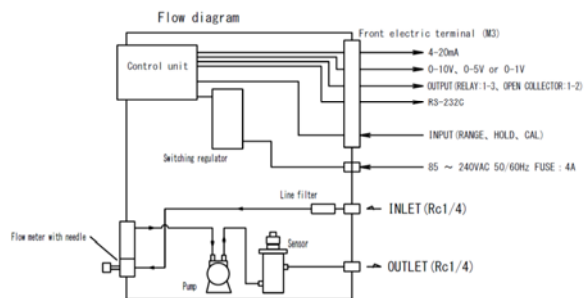 Flow diagram
Front electric terminal (M3)
Control unit
4-20mA
0-10V、0-5V or 0-1V
OUTPUT(RELAY:1-3, OPEN COLLECTOR:1-2)
RS-232C
INPUT(RANGE, HOLD, CAL)
Switching regulator
85 ～ 240VAC 50/60Hz FUSE : 4A
Line filter
INLET(Rc1/4)
Flow meter with needle
Sensor
Pump
OUTLET(Rc1/4)